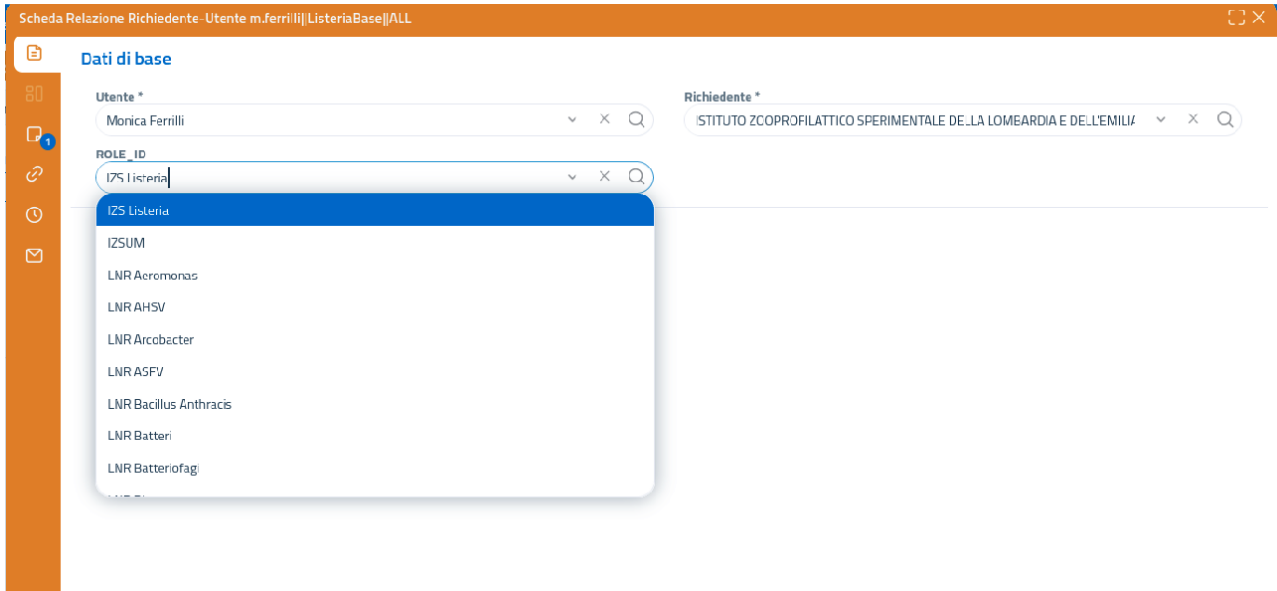 Scheda Relazione Richiedente-Utente m.ferrilli||ListeriaBase||ALL
Dati di base
Utente *
Richiedente *
Monica Ferrilli
ISTITUTO ZOOPROFILATTICO SPERIMENTALE DELLA LOMBARDIA E DELL'EMILIA
1
ROLE_ID
IZS Listeria
IZS Listeria
IZSUM
LNR Aeromonas
LNR AHSV
LNR Arcobacter
LNR ASFV
LNR Bacillus Anthracis
LNR Batteri
LNR Batteriofagi